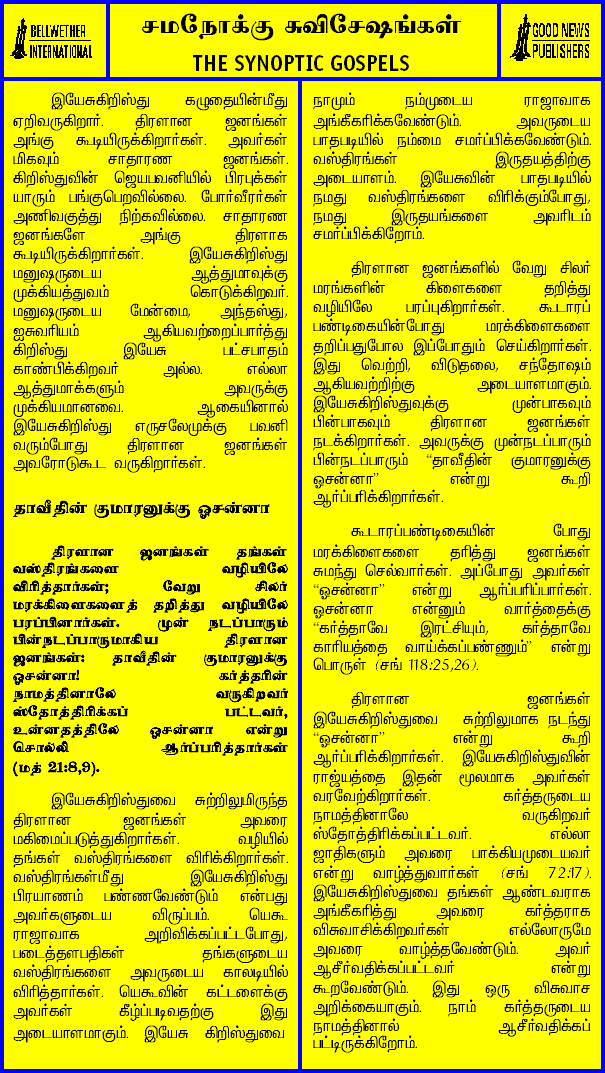 BELLWETHER
INTERNATIONAL
சமநோக்கு சுவிசேஷங்கள்
THE SYNOPTIC GOSPELS
GOOD NEWS
PUBLISHERS
இயேசுகிறிஸ்து கழுதையின்மீது
ஏறிவருகிறார். திரளான ஜனங்கள்
அங்கு கூடியிருக்கிறார்கள். அவர்கள்
மிகவும் சாதாரண ஜனங்கள்.
கிறிஸ்துவின் ஜெயபவனியில் பிரபுக்கள்
யாரும் பங்குபெறவில்லை. போர்வீரர்கள்
அணிவகுத்து நிற்கவில்லை. சாதாரண
ஜனங்களே அங்கு திரளாக
கூடியிருக்கிறார்கள். இயேசுகிறிஸ்து
மனுஷருடைய ஆத்துமாவுக்கு
முக்கியத்துவம் கொடுக்கிறவர்.
மனுஷருடைய மேன்மை, அந்தஸ்து,
ஐசுவரியம் ஆகியவற்றைப்பார்த்து
கிறிஸ்து இயேசு பட்சபாதம்
காண்பிக்கிறவர் அல்ல. எல்லா
ஆத்துமாக்களும் அவருக்கு
முக்கியமானவை. ஆகையினால்
இயேசுகிறிஸ்து எருசலேமுக்கு பவனி
வரும்போது திரளான ஜனங்கள்
அவரோடுகூட வருகிறார்கள்.
தாவீதின் குமாரனுக்கு ஓசன்னா
திரளான ஜனங்கள் தங்கள்
வஸ்திரங்களை வழியிலே
விரித்தார்கள்; வேறு சிலர்
மரக்கிளைகளைத் தறித்து வழியிலே
பரப்பினார்கள். முன் நடப்பாரும்
பின்நடப்பாருமாகிய திரளான
ஜனங்கள்: தாவீதின் குமாரனுக்கு
ஓசன்னா! கர்த்தரின்
நாமத்தினாலே வருகிறவர்
ஸ்தோத்திரிக்கப் பட்டவர்,
உன்னதத்திலே ஓசன்னா என்று
சொல்லி ஆர்ப்பரித்தார்கள்
(மத் 21:8,9).
இயேசுகிறிஸ்துவை சுற்றிலுமிருந்த
திரளான ஜனங்கள் அவரை
மகிமைப்படுத்துகிறார்கள். வழியில்
தங்கள் வஸ்திரங்களை விரிக்கிறார்கள்.
வஸ்திரங்கள்மீது இயேசுகிறிஸ்து
பிரயாணம் பண்ணவேண்டும் என்பது
அவர்களுடைய விருப்பம். யெகூ
ராஜாவாக அறிவிக்கப்பட்டபோது,
படைத்தளபதிகள் தங்களுடைய
வஸ்திரங்களை அவருடைய காலடியில்
விரித்தார்கள். யெகூவின் கட்டளைக்கு
அவர்கள் கீழ்ப்படிவதற்கு இது
அடையாளமாகும். இயேசு கிறிஸ்துவை
நாமும் நம்முடைய ராஜாவாக
அங்கீகரிக்கவேண்டும். அவருடைய
பாதபடியில் நம்மை சமர்ப்பிக்கவேண்டும்.
வஸ்திரங்கள் இருதயத்திற்கு
அடையாளம். இயேசுவின் பாதபடியில்
நமது வஸ்திரங்களை விரிக்கும்போது,
நமது இருதயங்களை அவரிடம்
சமர்ப்பிக்கிறோம்.
திரளான ஜனங்களில் வேறு சிலர்
மரங்களின் கிளைகளை தறித்து
வழியிலே பரப்புகிறார்கள். கூடாரப்
பண்டிகையின்போது மரக்கிளைகளை
தறிப்பதுபோல இப்போதும் செய்கிறார்கள்.
இது வெற்றி, விடுதலை, சந்தோஷம்
ஆகியவற்றிற்கு அடையாளமாகும்.
இயேசுகிறிஸ்துவுக்கு முன்பாகவும்
பின்பாகவும் திரளான ஜனங்கள்
நடக்கிறார்கள். அவருக்கு முன்நடப்பாரும்
பின்நடப்பாரும் “தாவீதின் குமாரனுக்கு
ஓசன்னா” என்று கூறி
ஆர்ப்பரிக்கிறார்கள்.
கூடாரப்பண்டிகையின் போது
மரக்கிளைகளை தரித்து ஜனங்கள்
சுமந்து செல்வார்கள். அப்போது அவர்கள்
“ஓசன்னா” என்று ஆர்ப்பரிப்பார்கள்.
ஓசன்னா என்னும் வார்த்தைக்கு
“கர்த்தாவே இரட்சியும், கர்த்தாவே
காரியத்தை வாய்க்கப்பண்ணும்” என்று
பொருள் (சங் 118:25,26).
திரளான ஜனங்கள்
இயேசுகிறிஸ்துவை சுற்றிலுமாக நடந்து
“ஓசன்னா” என்று கூறி
ஆர்ப்பரிக்கிறார்கள். இயேசுகிறிஸ்துவின்
ராஜ்யத்தை இதன் மூலமாக அவர்கள்
வரவேற்கிறார்கள். கர்த்தருடைய
நாமத்தினாலே வருகிறவர்
ஸ்தோத்திரிக்கப்பட்டவர். எல்லா
ஜாதிகளும் அவரை பாக்கியமுடையவர்
என்று வாழ்த்துவார்கள் (சங் 72:17).
இயேசுகிறிஸ்துவை தங்கள் ஆண்டவராக
அங்கீகரித்து அவரை கர்த்தராக
விசுவாசிக்கிறவர்கள் எல்லோருமே
அவரை வாழ்த்தவேண்டும். அவர்
ஆசீர்வதிக்கப்பட்டவர் என்று
கூறவேண்டும். இது ஒரு விசுவாச
அறிக்கையாகும். நாம் கர்த்தருடைய
நாமத்தினால் ஆசீர்வதிக்கப்
பட்டிருக்கிறோம்.